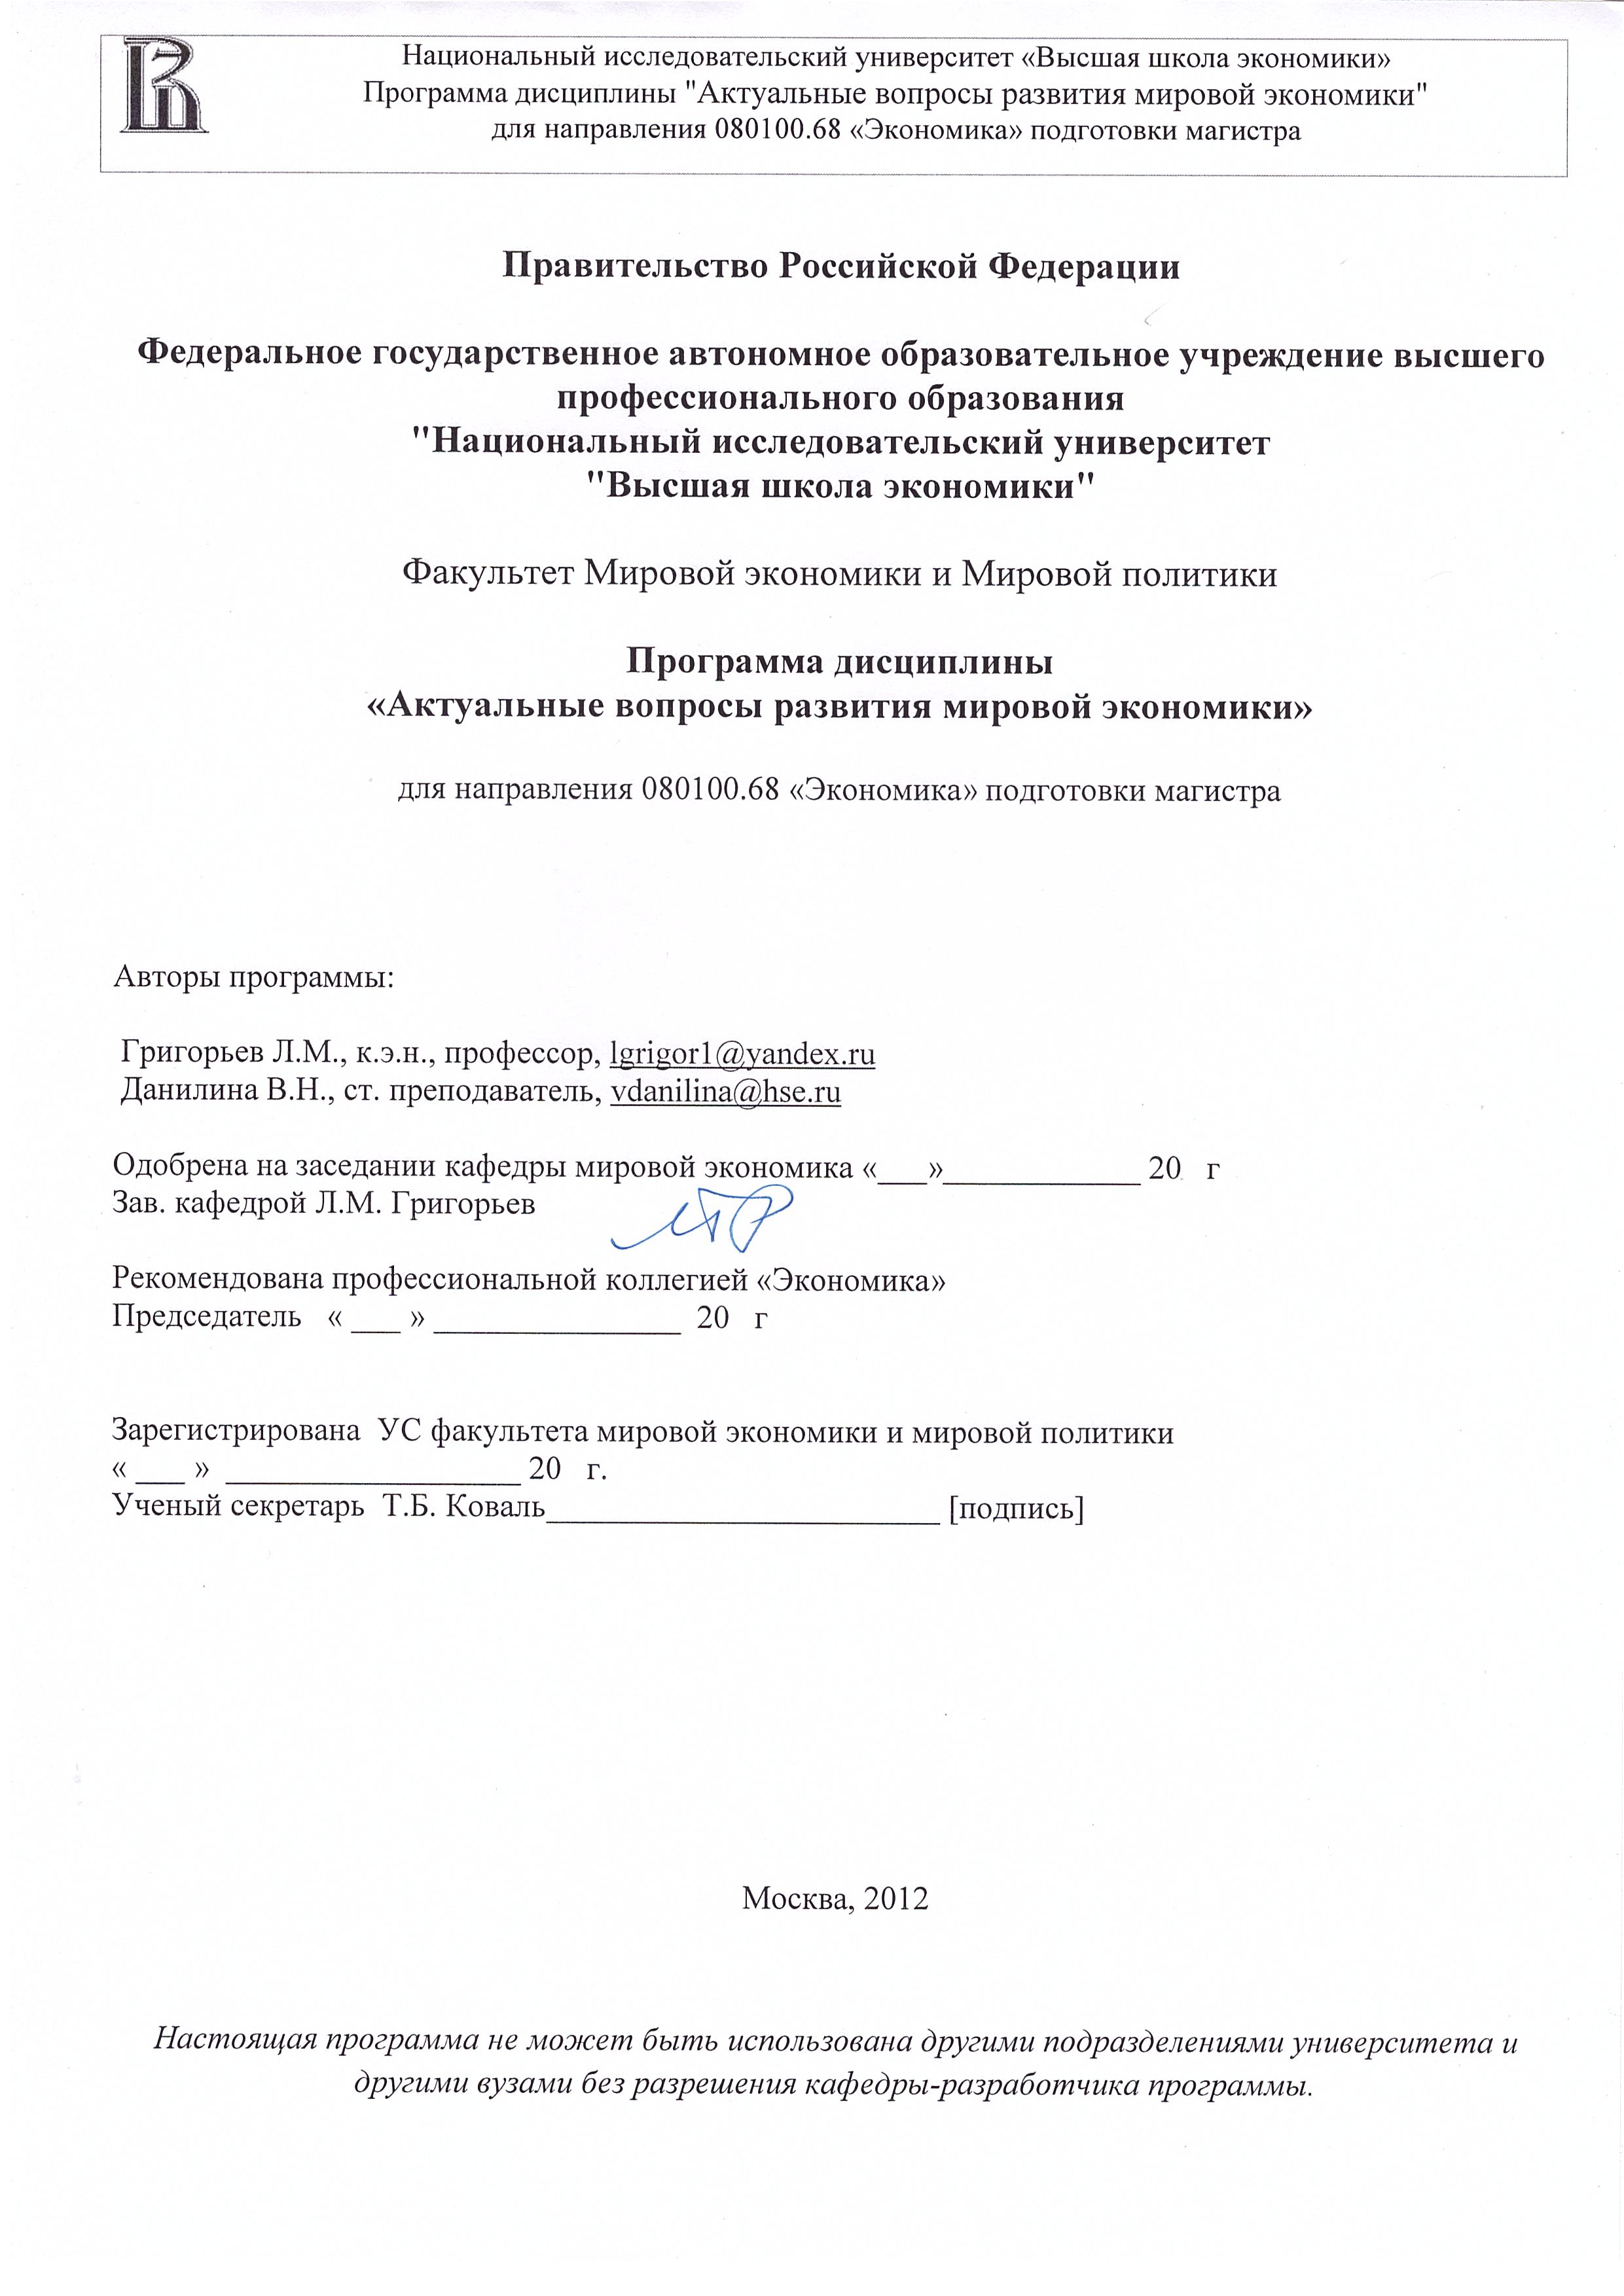 Национальный исследовательский университет «Высшая школа экономики»
Программа дисциплины "Актуальные вопросы развития мировой экономики"
для направления 080100.68 «Экономика» подготовки магистра
Правительство Российской Федерации
Федеральное государственное автономное образовательное учреждение высшего
профессионального образования
"Национальный исследовательский университет
"Высшая школа экономики"
Факультет Мировой экономики и Мировой политики
Программа дисциплины
«Актуальные вопросы развития мировой экономики»
для направления 080100.68 «Экономика» подготовки магистра
Авторы программы:
Григорьев Л.М., к.э.н., профессор, lgrigor1@yandex.ru
Данилина В.Н., ст. преподаватель, vdanilina@hse.ru
Одобрена на заседании кафедры мировой экономика «___»____________ 20 г
Зав. кафедрой Л.М. Григорьев
Рекомендована профессиональной коллегией «Экономика»
Председатель « ___ » _______________ 20 г
Зарегистрирована УС факультета мировой экономики и мировой политики
« ___ » __________________ 20 г.
Ученый секретарь Т.Б. Коваль________________________ [подпись]
Москва, 2012
Настоящая программа не может быть использована другими подразделениями университета и
другими вузами без разрешения кафедры-разработчика программы.